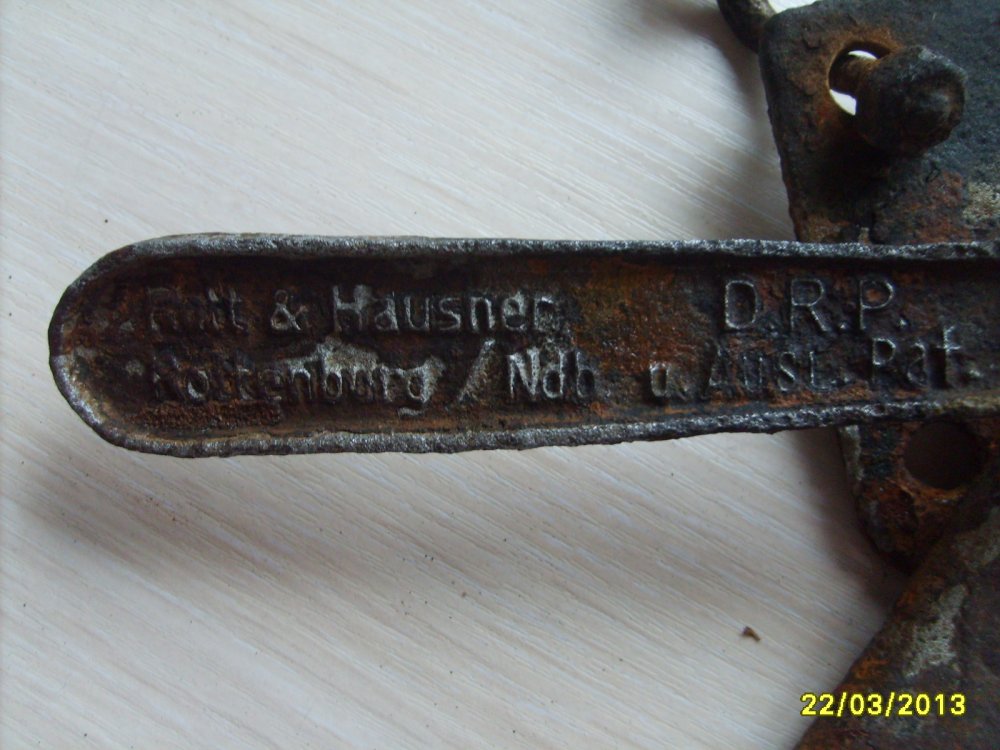 & Hausner D.R.P.
Rottenburg / Ndb. u. Ausl. Pat.
22/03/2013